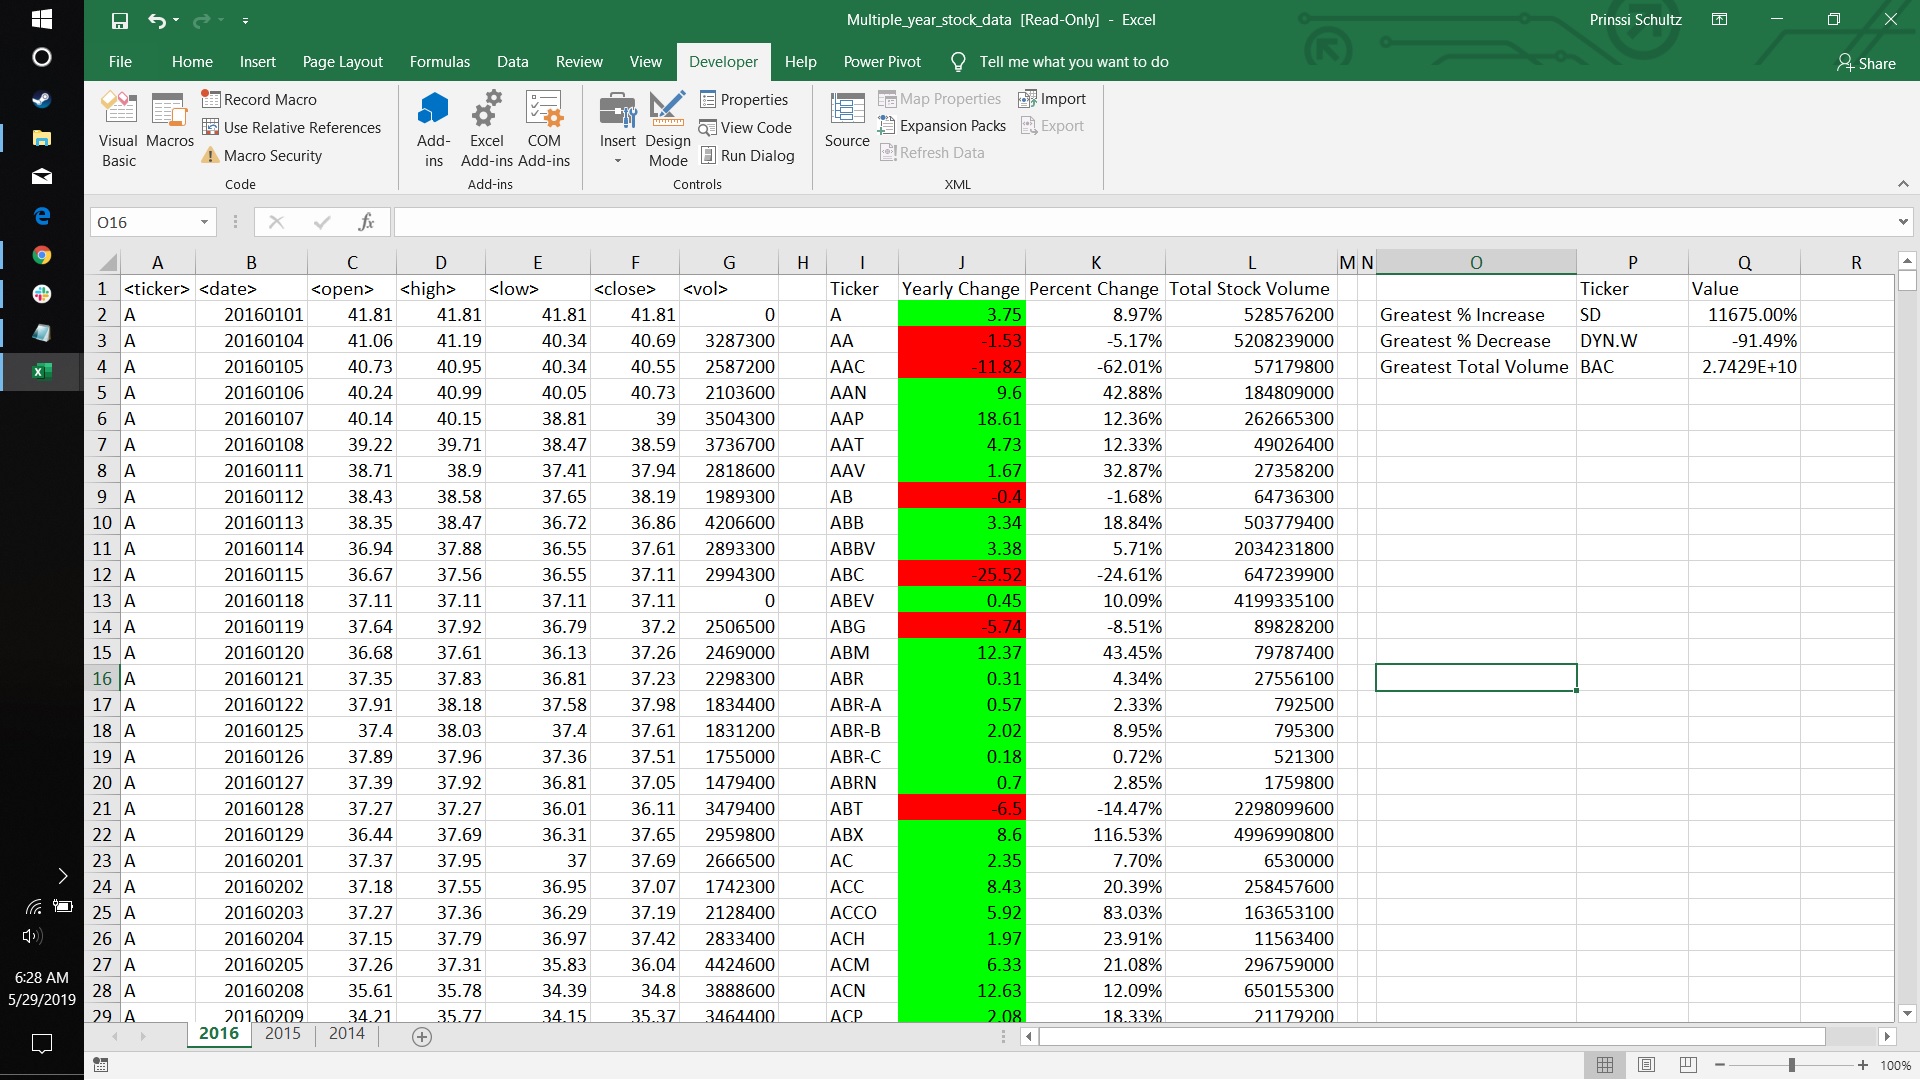 Multiple_year_stock_data [Read-Only] - Excel
Prinssi Schultz
File Home Insert Page Layout Formulas Data Review View Developer Help Power Pivot Tell me what you want to do
Share
Visual Basic
Macros
Record Macro
Use Relative References
Macro Security
Code
Add-ins
Excel Add-ins
COM Add-ins
Add-ins
Insert
Design Mode
Properties
View Code
Run Dialog
Controls
Source
Map Properties
Expansion Packs
Refresh Data
Import
Export
XML
O16
fx
A B C D E F G H I J K L M N O P Q R
1 <ticker> <date> <open> <high> <low> <close> <vol> Ticker Yearly Change Percent Change Total Stock Volume Ticker Value
2 A 20160101 41.81 41.81 41.81 41.81 0 A 3.75 8.97% 528576200 Greatest % Increase SD 11675.00%
3 A 20160104 41.06 41.19 40.34 40.69 3287300 AA -1.53 -5.17% 5208239000 Greatest % Decrease DYN.W -91.49%
4 A 20160105 40.73 40.95 40.34 40.55 2587200 AAC -11.82 -62.01% 57179800 Greatest Total Volume BAC 2.7429E+10
5 A 20160106 40.24 40.99 40.05 40.73 2103600 AAN 9.6 42.88% 184809000
6 A 20160107 40.14 40.15 38.81 39 3504300 AAP 18.61 12.36% 262665300
7 A 20160108 39.22 39.71 38.47 38.59 3736700 AAT 4.73 12.33% 49026400
8 A 20160111 38.71 38.9 37.41 37.94 2818600 AAV 1.67 32.87% 27358200
9 A 20160112 38.43 38.58 37.65 38.19 1989300 AB -0.4 -1.68% 64736300
10 A 20160113 38.35 38.47 36.72 36.86 4206600 ABB 3.34 18.84% 503779400
11 A 20160114 36.94 37.88 36.55 37.61 2893300 ABBV 3.38 5.71% 2034231800
12 A 20160115 36.67 37.56 36.55 37.11 2994300 ABC -25.52 -24.61% 647239900
13 A 20160118 37.11 37.11 37.11 37.11 0 ABEV 0.45 10.09% 4199335100
14 A 20160119 37.64 37.92 36.79 37.2 2506500 ABG -5.74 -8.51% 89828200
15 A 20160120 36.68 37.61 36.13 37.26 2469000 ABM 12.37 43.45% 79787400
16 A 20160121 37.35 37.83 36.81 37.23 2298300 ABR 0.31 4.34% 27556100
17 A 20160122 37.91 38.18 37.58 37.98 1834400 ABR-A 0.57 2.33% 792500
18 A 20160125 37.4 38.03 37.4 37.61 1831200 ABR-B 2.02 8.95% 795300
19 A 20160126 37.89 37.96 37.36 37.51 1755000 ABR-C 0.18 0.72% 521300
20 A 20160127 37.39 37.92 36.81 37.05 1479400 ABRN 0.7 2.85% 1759800
21 A 20160128 37.27 37.27 36.01 36.11 3479400 ABT -6.5 -14.47% 2298099600
22 A 20160129 36.44 37.69 36.31 37.65 2959800 ABX 8.6 116.53% 4996990800
23 A 20160201 37.37 37.95 37 37.69 2666500 AC 2.35 7.70% 6530000
24 A 20160202 37.18 37.55 36.95 37.07 1742300 ACC 8.43 20.39% 258457600
25 A 20160203 37.27 37.36 36.29 37.19 2128400 ACCO 5.92 83.03% 163653100
26 A 20160204 37.15 37.79 36.97 37.42 2833400 ACH 1.97 23.91% 11563400
27 A 20160205 37.26 37.31 35.83 36.04 4424600 ACM 6.33 21.08% 296759000
28 A 20160208 35.61 35.78 34.39 34.8 3888600 ACN 12.63 12.09% 650155300
29 A 20160209 34.21 35.77 34.15 35.37 3464400 ACP 2.08 18.33% 21179200
2016 2015 2014
100%
6:28 AM
5/29/2019